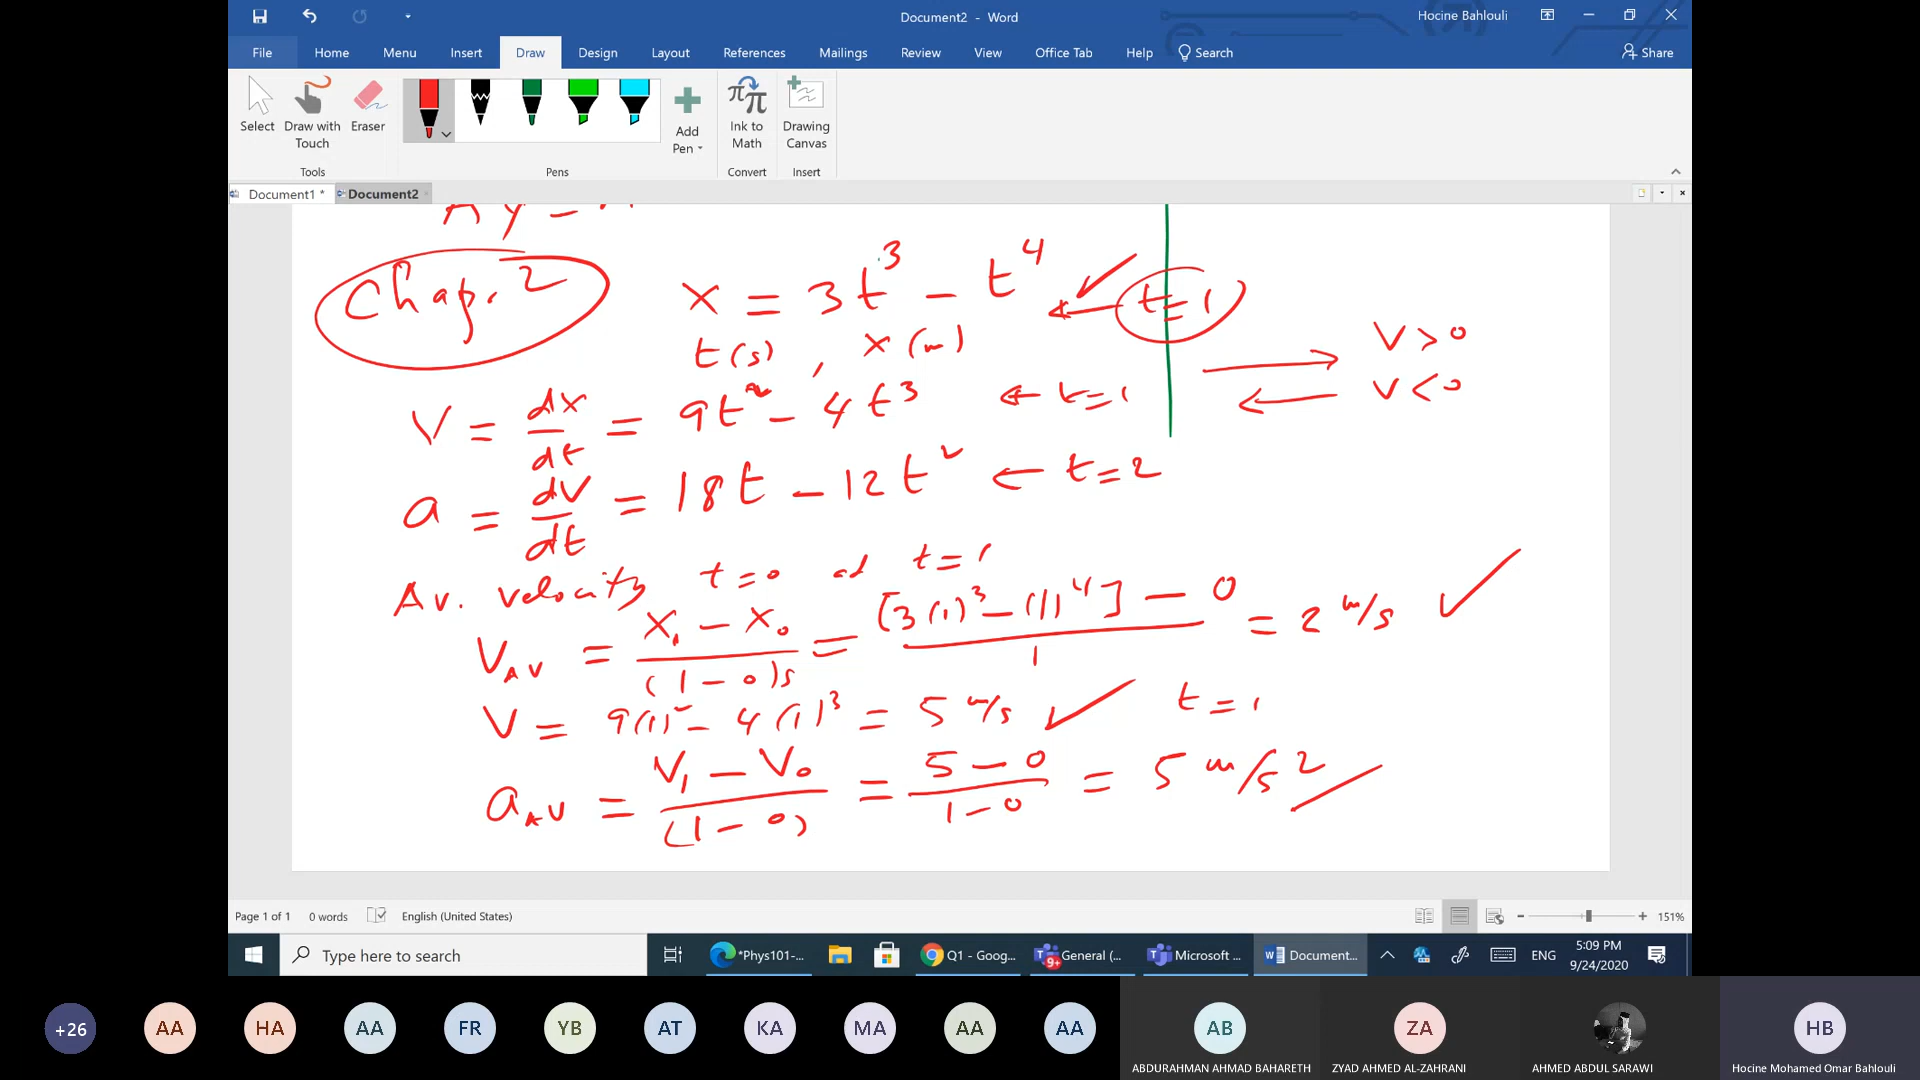 Document2 - Word
Hocine Bahlouli
File Home Menu Insert Draw Design Layout References Mailings Review View Office Tab Help Search Share
Select Draw with Touch Eraser Add Pen Ink to Math Drawing Canvas
Tools Pens Convert Insert
Document1 * Document2
Ay =
Chap. 2 x = 3t³ - t⁴ ← t=1
t(s), x(m)
V > 0
V < 0
V = dx/dt = 9t² - 4t³ ← t=1
a = dV/dt = 18t - 12t² ← t=2
Av. velocity t=0 at t=1
V_AV = X₁ - X₀ / (1-0)s = [3(1)³ - (1)⁴] - 0 / 1 = 2 m/s
V = 9(1)² - 4(1)³ = 5 m/s t=1
a_AV = V₁ - V₀ / (1-0) = 5-0 / 1-0 = 5 m/s²
Page 1 of 1 0 words English (United States) 151%
Type here to search *Phys101-... Q1 - Goog... 9+ General (... Microsoft ... Document... ENG 5:09 PM
9/24/2020
+26 AA HA AA FR YB AT KA MA AA AA AB ZA HB
ABDURAHMAN AHMAD BAHARETH ZYAD AHMED AL-ZAHRANI AHMED ABDUL SARAWI Hocine Mohamed Omar Bahlouli